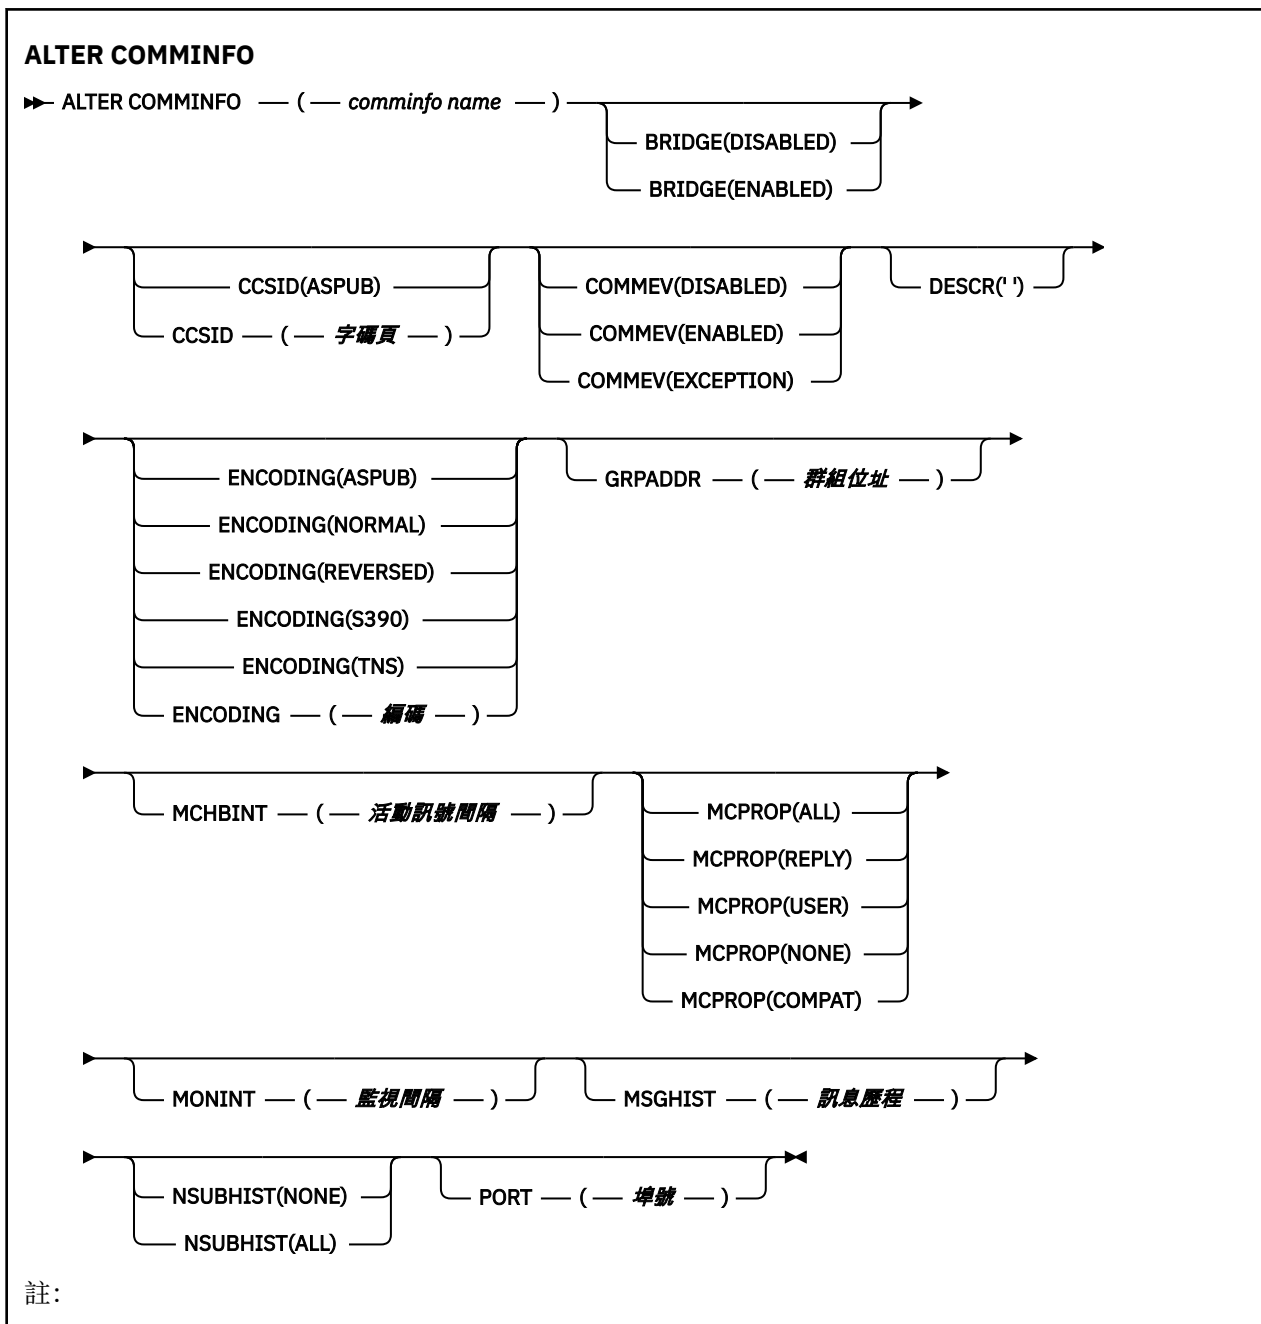 ALTER COMMINFO
ALTER COMMINFO ( comminfo name )
BRIDGE(DISABLED)
BRIDGE(ENABLED)
CCSID(ASPUB)
CCSID ( 字碼頁 )
COMMEV(DISABLED)
COMMEV(ENABLED)
COMMEV(EXCEPTION)
DESCR(' ')
ENCODING(ASPUB)
ENCODING(NORMAL)
ENCODING(REVERSED)
ENCODING(S390)
ENCODING(TNS)
ENCODING ( 編碼 )
GRPADDR ( 群組位址 )
MCHBINT ( 活動訊號間隔 )
MCPROP(ALL)
MCPROP(REPLY)
MCPROP(USER)
MCPROP(NONE)
MCPROP(COMPAT)
MONINT ( 監視間隔 )
MSGHIST ( 訊息歷程 )
NSUBHIST(NONE)
NSUBHIST(ALL)
PORT ( 埠號 )
註: